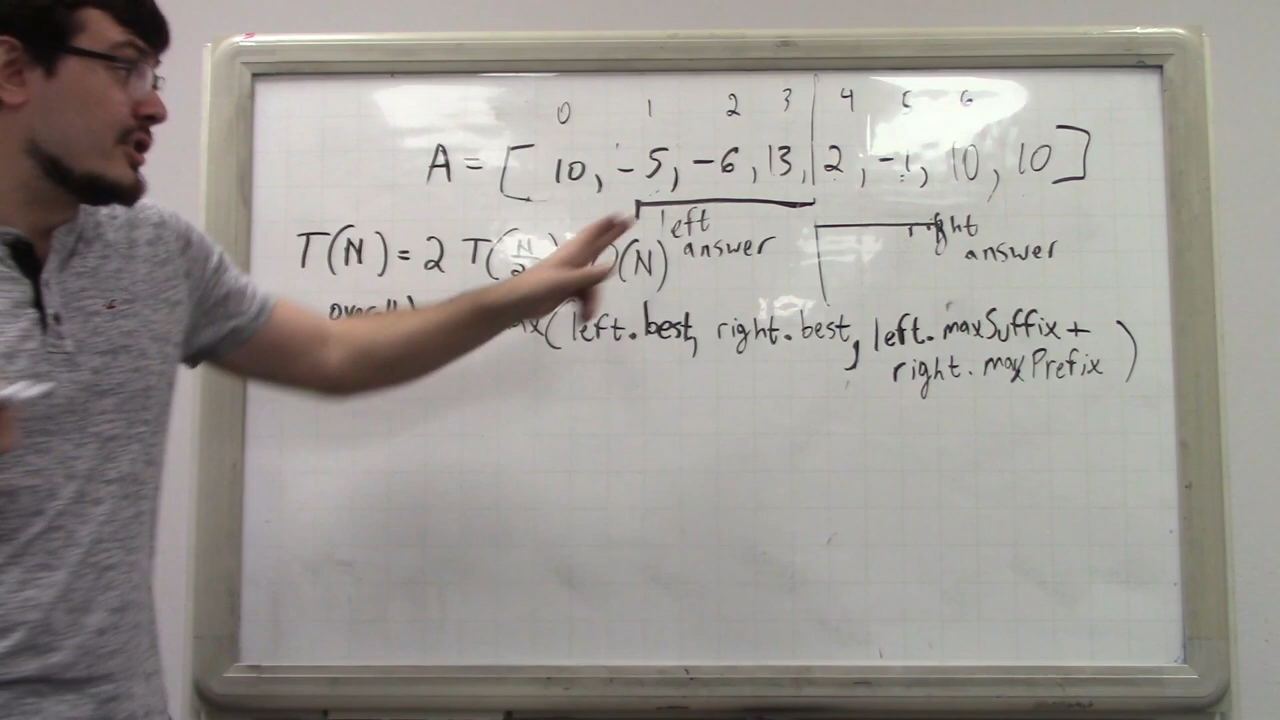 0 1 2 3 4 5 6
A = [ 10, -5, -6, 13, 2, -1, 10, 10 ]
left answer
right answer
T(N) = 2 T(N/2) (N)
(left.best, right.best, left.maxSuffix +
right.maxPrefix )